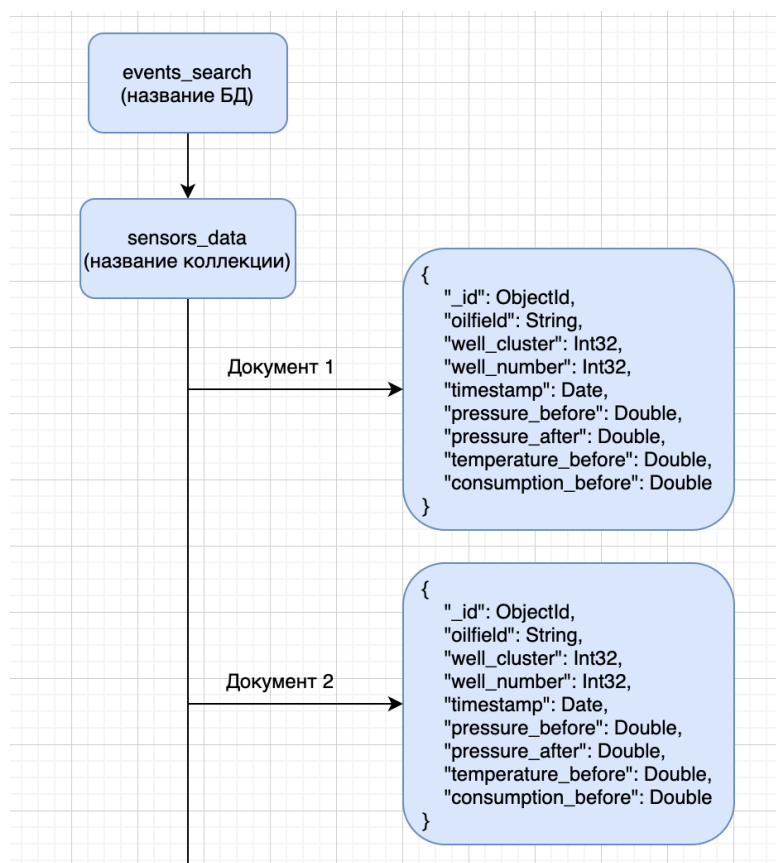 events_search
(название БД)
sensors_data
(название коллекции)
Документ 1
{
"_id": ObjectId,
"oilfield": String,
"well_cluster": Int32,
"well_number": Int32,
"timestamp": Date,
"pressure_before": Double,
"pressure_after": Double,
"temperature_before": Double,
"consumption_before": Double
}
Документ 2
{
"_id": ObjectId,
"oilfield": String,
"well_cluster": Int32,
"well_number": Int32,
"timestamp": Date,
"pressure_before": Double,
"pressure_after": Double,
"temperature_before": Double,
"consumption_before": Double
}